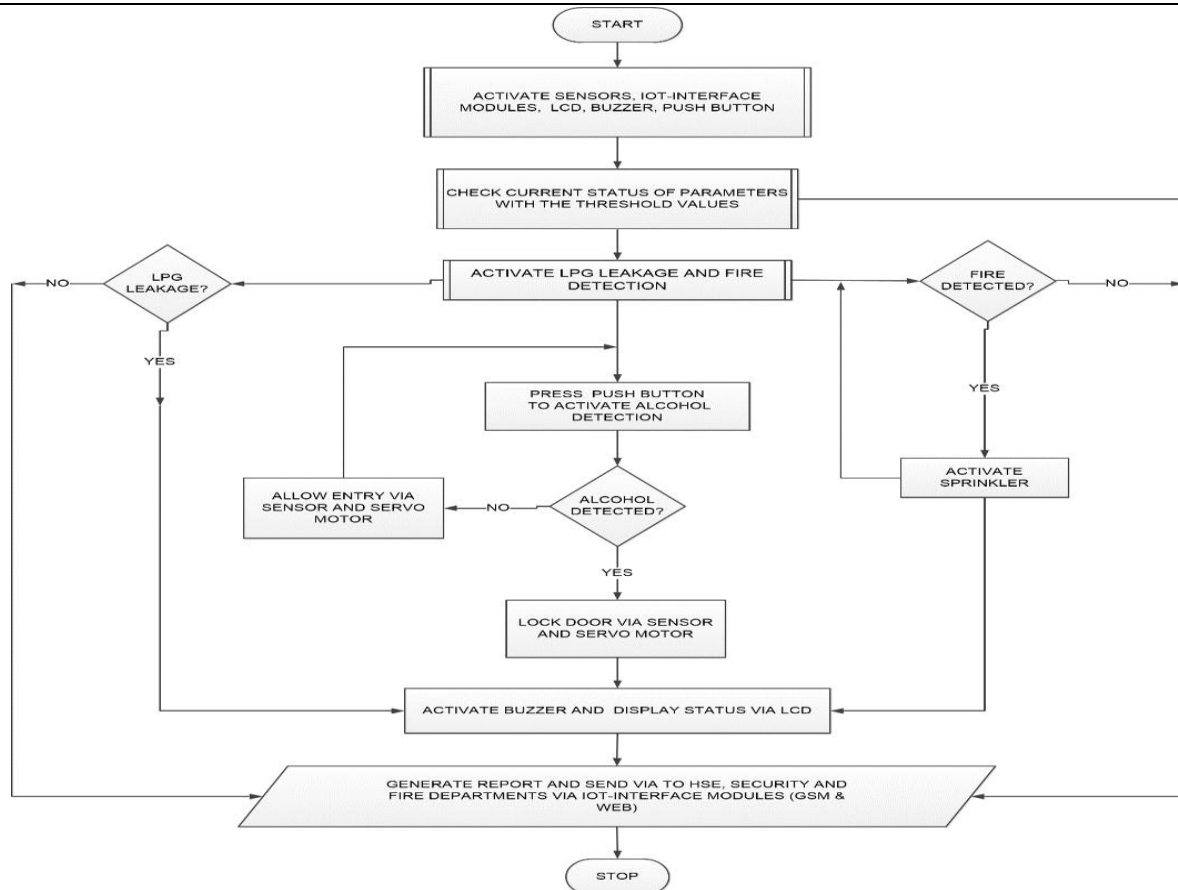 START
ACTIVATE SENSORS, IOT-INTERFACE
MODULES, LCD, BUZZER, PUSH BUTTON
CHECK CURRENT STATUS OF PARAMETERS
WITH THE THRESHOLD VALUES
LPG
LEAKAGE?
NO
YES
ACTIVATE LPG LEAKAGE AND FIRE
DETECTION
FIRE
DETECTED?
NO
YES
PRESS PUSH BUTTON
TO ACTIVATE ALCOHOL
DETECTION
ACTIVATE
SPRINKLER
ALLOW ENTRY VIA
SENSOR AND SERVO
MOTOR
NO
ALCOHOL
DETECTED?
YES
LOCK DOOR VIA SENSOR
AND SERVO MOTOR
ACTIVATE BUZZER AND DISPLAY STATUS VIA LCD
GENERATE REPORT AND SEND VIA TO HSE, SECURITY AND
FIRE DEPARTMENTS VIA IOT-INTERFACE MODULES (GSM &
WEB)
STOP